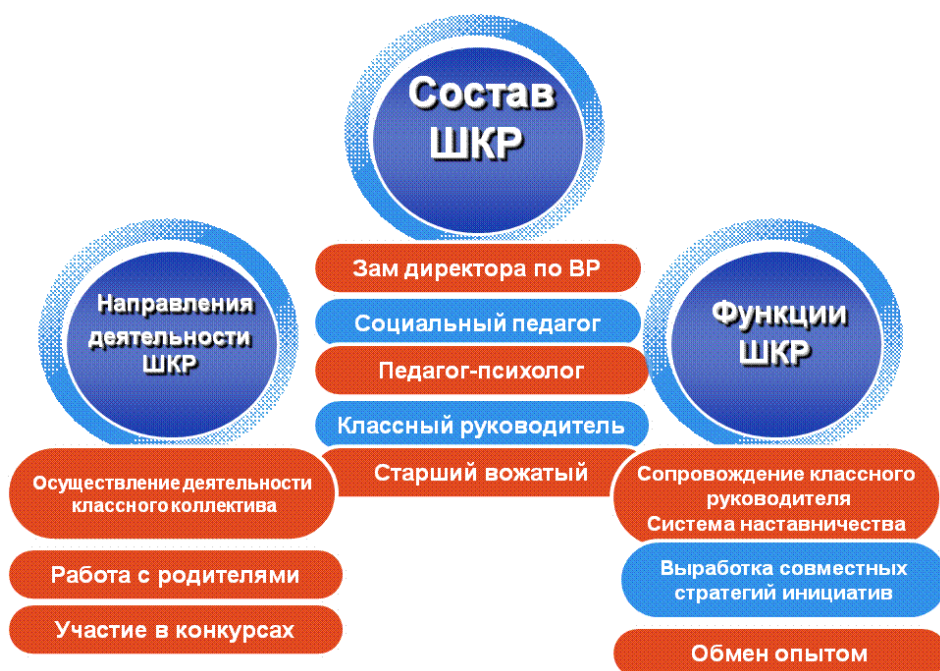 Состав
ШКР
Зам директора по ВР
Социальный педагог
Педагог-психолог
Классный руководитель
Старший вожатый
Направления
деятельности
ШКР
Осуществление деятельности
классного коллектива
Работа с родителями
Участие в конкурсах
Функции
ШКР
Сопровождение классного
руководителя
Система наставничества
Выработка совместных
стратегий инициатив
Обмен опытом